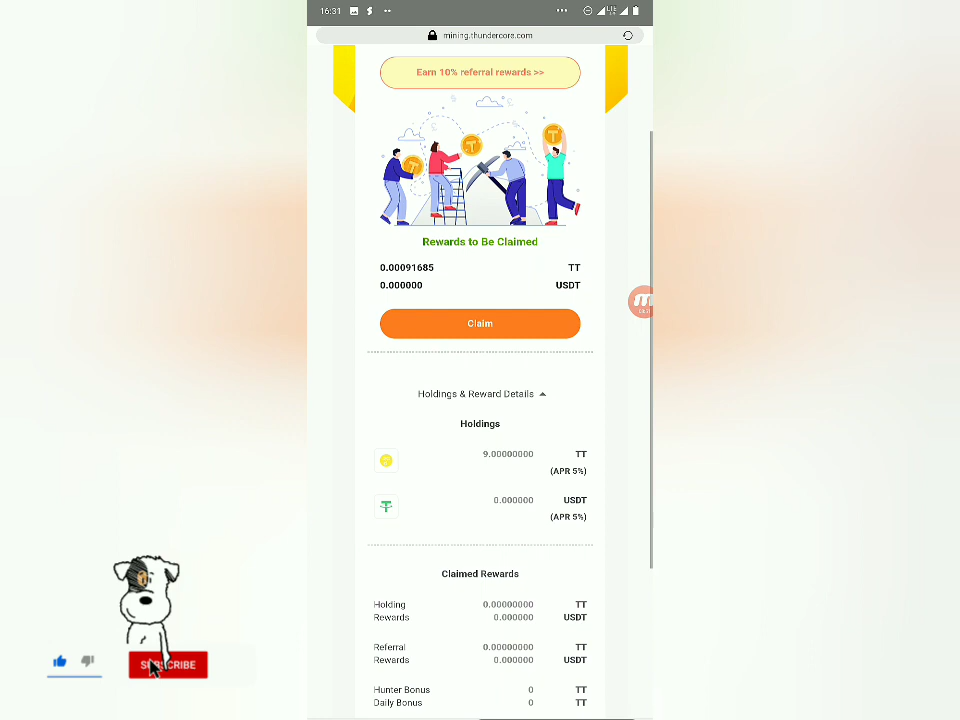 16:31
LTE
mining.thundercore.com
Earn 10% referral rewards >>
Rewards to Be Claimed
0.00091685 TT
0.000000 USDT
Claim
Holdings & Reward Details
Holdings
9.00000000 TT
(APR 5%)
0.000000 USDT
(APR 5%)
Claimed Rewards
Holding 0.00000000 TT
Rewards 0.000000 USDT
Referral 0.00000000 TT
Rewards 0.000000 USDT
Hunter Bonus 0 TT
Daily Bonus 0 TT